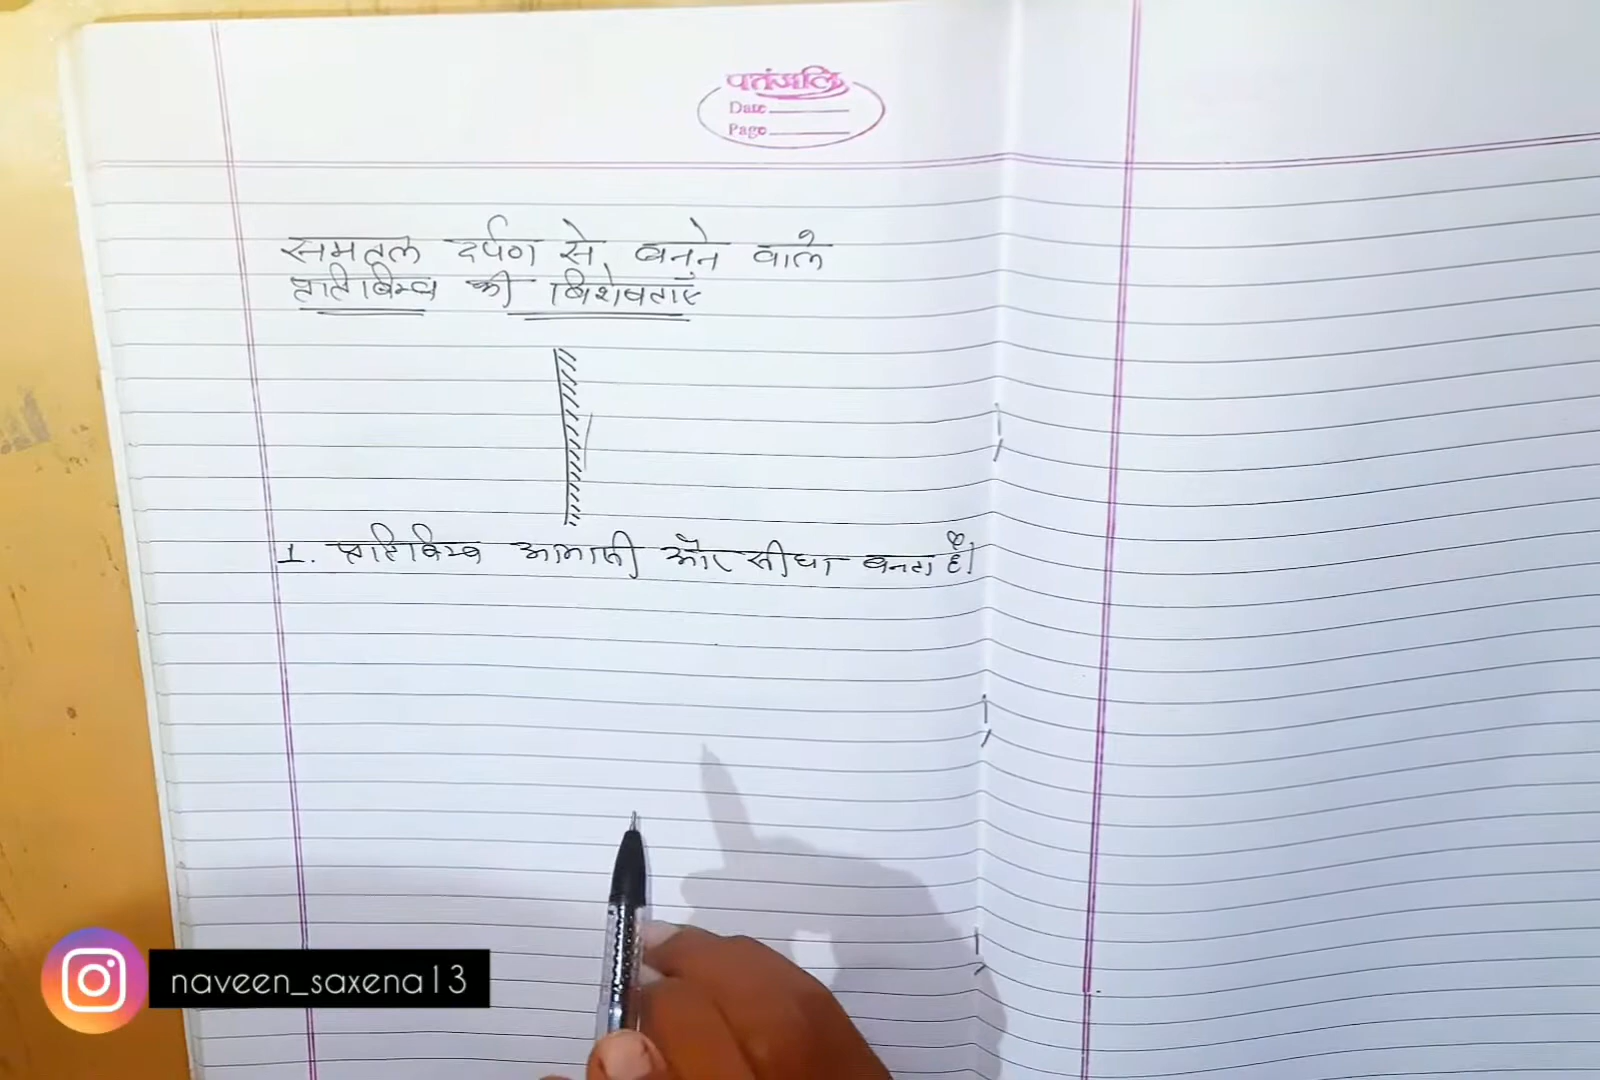 पतंजलि
Date
Page
समतल दर्पण से बनने वाले
प्रतिबिम्ब की विशेषताएं
1. प्रतिबिम्ब आभासी और सीधा बनता है।
naveen_saxena13